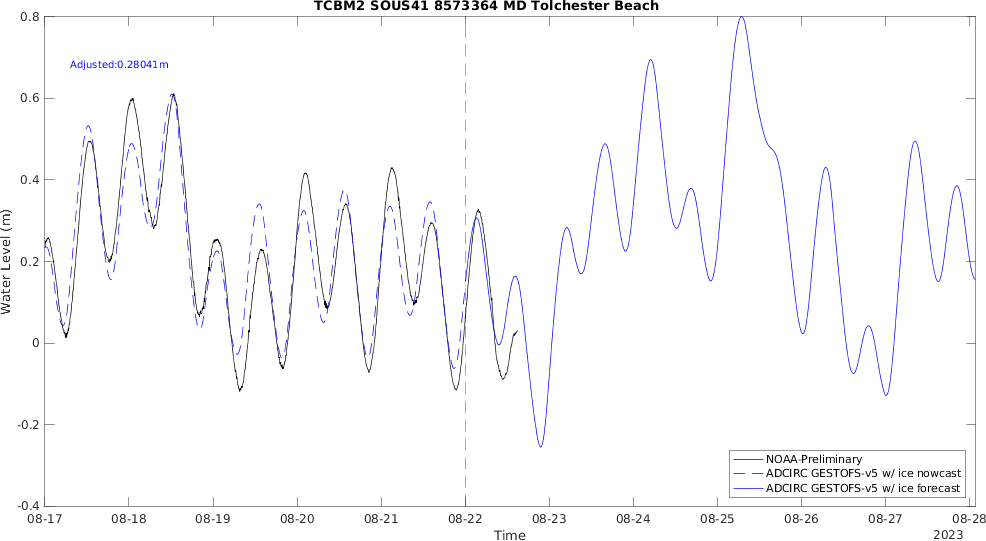 TCBM2 SOUS41 8573364 MD Tolchester Beach
Adjusted:0.28041m
Water Level (m)
0.8
0.6
0.4
0.2
0
-0.2
-0.4
NOAA-Preliminary
ADCIRC GESTOFS-v5 w/ ice nowcast
ADCIRC GESTOFS-v5 w/ ice forecast
08-17 08-18 08-19 08-20 08-21 08-22 08-23 08-24 08-25 08-26 08-27 08-28
Time
2023